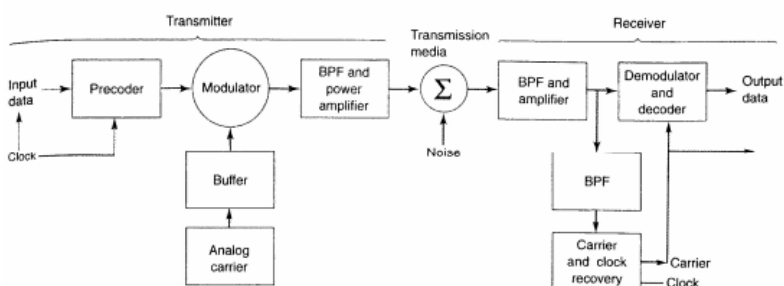 Transmitter
Receiver
Transmission
media
Input
data
Precoder
Modulator
BPF and
power
amplifier
Σ
BPF and
amplifier
Demodulator
and
decoder
Output
data
Clock
Noise
Buffer
BPF
Analog
carrier
Carrier
and clock
recovery
Carrier
Clock